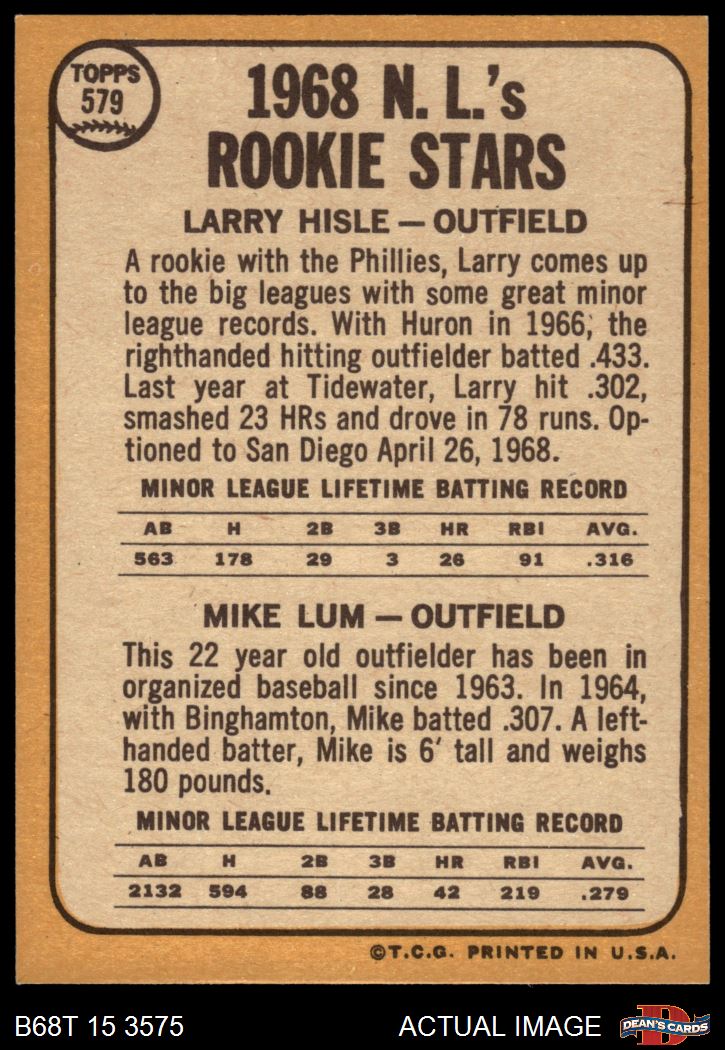 TOPPS
579
1968 N. L.'s
ROOKIE STARS
LARRY HISLE — OUTFIELD
A rookie with the Phillies, Larry comes up
to the big leagues with some great minor
league records. With Huron in 1966, the
righthanded hitting outfielder batted .433.
Last year at Tidewater, Larry hit .302,
smashed 23 HRs and drove in 78 runs. Op-
tioned to San Diego April 26, 1968.
MINOR LEAGUE LIFETIME BATTING RECORD
AB H 2B 3B HR RBI AVG.
563 178 29 3 26 91 .316
MIKE LUM — OUTFIELD
This 22 year old outfielder has been in
organized baseball since 1963. In 1964,
with Binghamton, Mike batted .307. A left-
handed batter, Mike is 6' tall and weighs
180 pounds.
MINOR LEAGUE LIFETIME BATTING RECORD
AB H 2B 3B HR RBI AVG.
2132 594 88 28 42 219 .279
©T.C.G. PRINTED IN U.S.A.
B68T 15 3575 ACTUAL IMAGE
D
DEAN'S CARDS